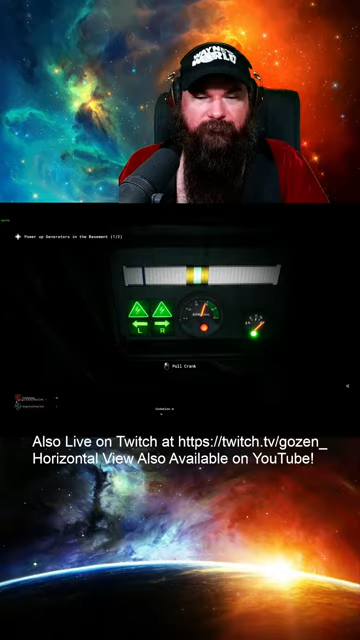 WAYNE'S
WORLD
Power up Generators in the Basement (1/2)
L R
Pull Crank
Also Live on Twitch at https://twitch.tv/gozen_
Horizontal View Also Available on YouTube!